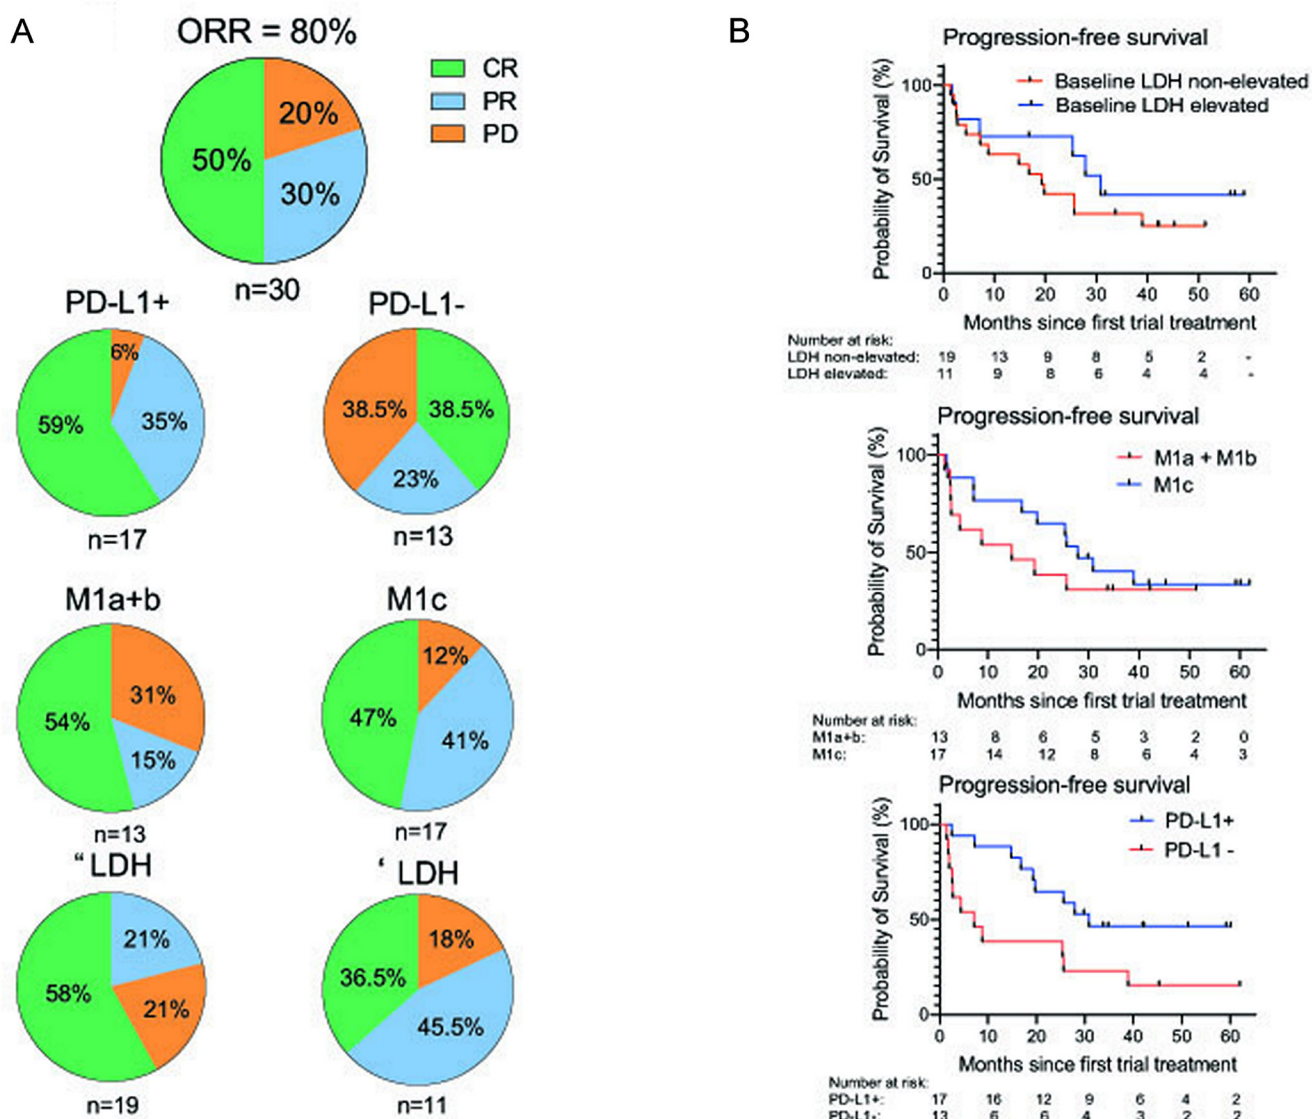 A
ORR = 80%
CR
PR
PD
20%
50%
30%
n=30
PD-L1+
PD-L1-
6%
59%
35%
38.5%
38.5%
23%
n=17
n=13
M1a+b
M1c
31%
54%
15%
12%
47%
41%
n=13
n=17
“ LDH
‘ LDH
21%
58%
21%
18%
36.5%
45.5%
n=19
n=11
B
Progression-free survival
Baseline LDH non-elevated
Baseline LDH elevated
Probability of Survival (%)
100
50
0
0 10 20 30 40 50 60
Months since first trial treatment
Number at risk:
LDH non-elevated: 19 13 9 8 5 2 -
LDH elevated: 11 9 8 6 4 4 -
Progression-free survival
M1a + M1b
M1c
Probability of Survival (%)
100
50
0
0 10 20 30 40 50 60
Months since first trial treatment
Number at risk:
M1a+b: 13 8 6 5 3 2 0
M1c: 17 14 12 8 6 4 3
Progression-free survival
PD-L1+
PD-L1 -
Probability of Survival (%)
100
50
0
0 10 20 30 40 50 60
Months since first trial treatment
Number at risk:
PD-L1+: 17 16 12 9 6 4 2
PD-L1-: 13 6 6 4 3 2 2